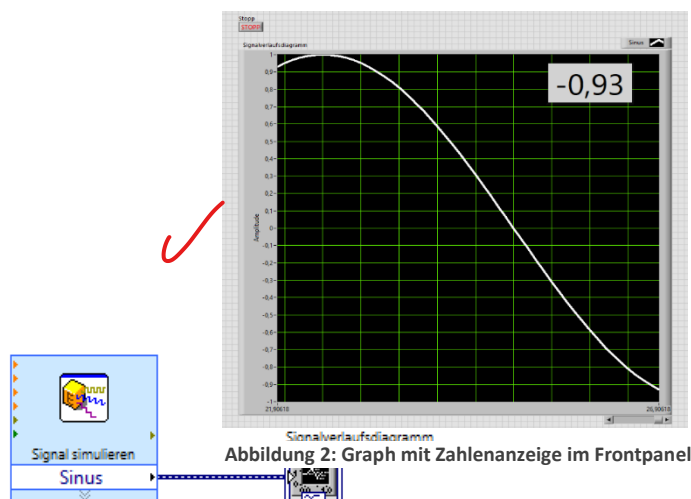 Stopp
STOPP
Signalverlaufsdiagramm
Sinus
-0,93
1
0,9
0,8
0,7
0,6
0,5
0,4
0,3
0,2
0,1
0
-0,1
-0,2
-0,3
-0,4
-0,5
-0,6
-0,7
-0,8
-0,9
-1
Amplitude
21,90618
Signal simulieren
Sinus
Signalverlaufsdiagramm
Abbildung 2: Graph mit Zahlenanzeige im Frontpanel